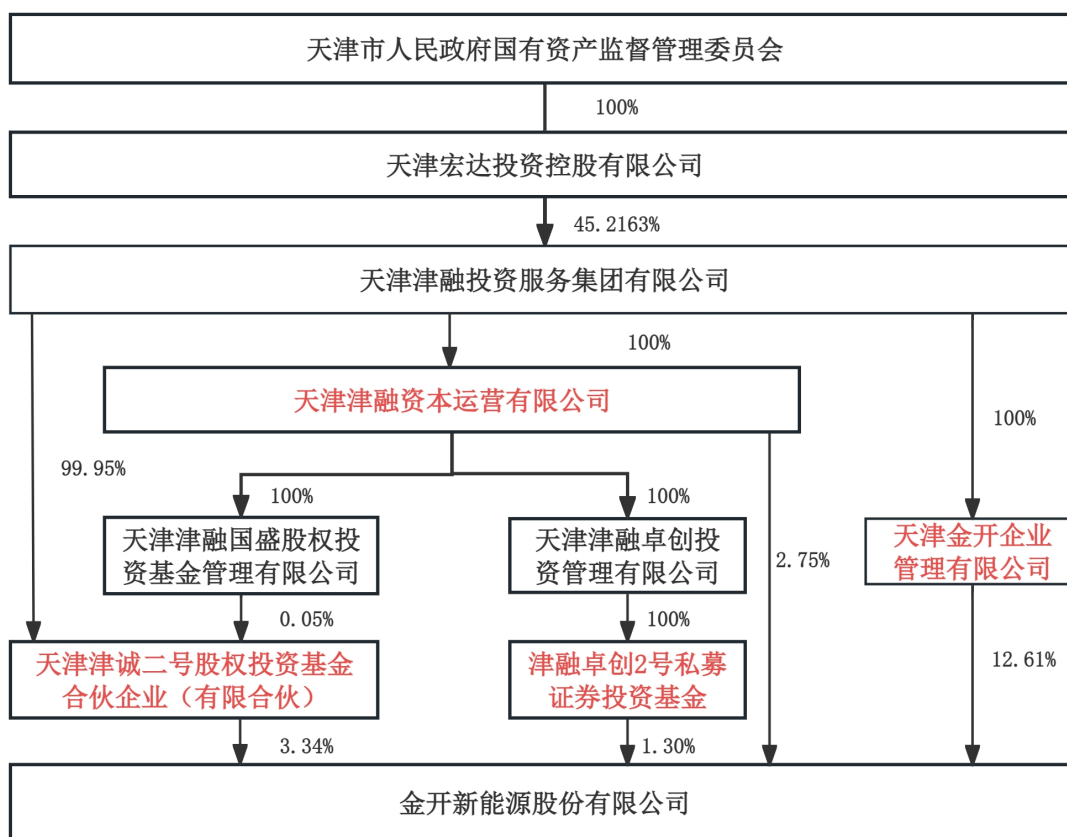 天津市人民政府国有资产监督管理委员会
100%
天津宏达投资控股有限公司
45.2163%
天津津融投资服务集团有限公司
100%
天津津融资本运营有限公司
100%
99.95%
100%
100%
天津津融国盛股权投
资基金管理有限公司
天津津融卓创投
资管理有限公司
2.75%
天津金开企业
管理有限公司
0.05%
100%
天津津诚二号股权投资基金
合伙企业（有限合伙）
津融卓创2号私募
证券投资基金
12.61%
3.34%
1.30%
金开新能源股份有限公司